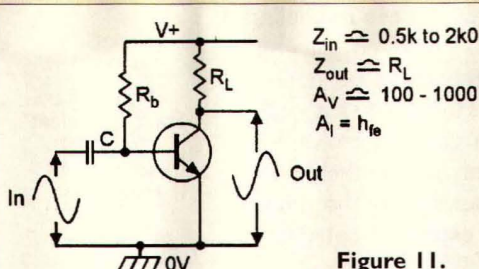 V+
Rb
RL
C
In
Out
0V
Zin ≏ 0.5k to 2k0
Zout ≏ RL
AV ≏ 100 - 1000
AI = hfe
Figure 11.